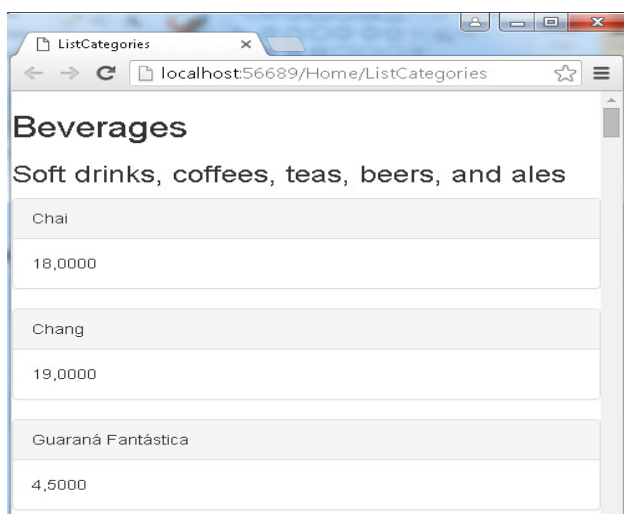 ListCategories
localhost:56689/Home/ListCategories
Beverages
Soft drinks, coffees, teas, beers, and ales
Chai
18,0000
Chang
19,0000
Guaraná Fantástica
4,5000